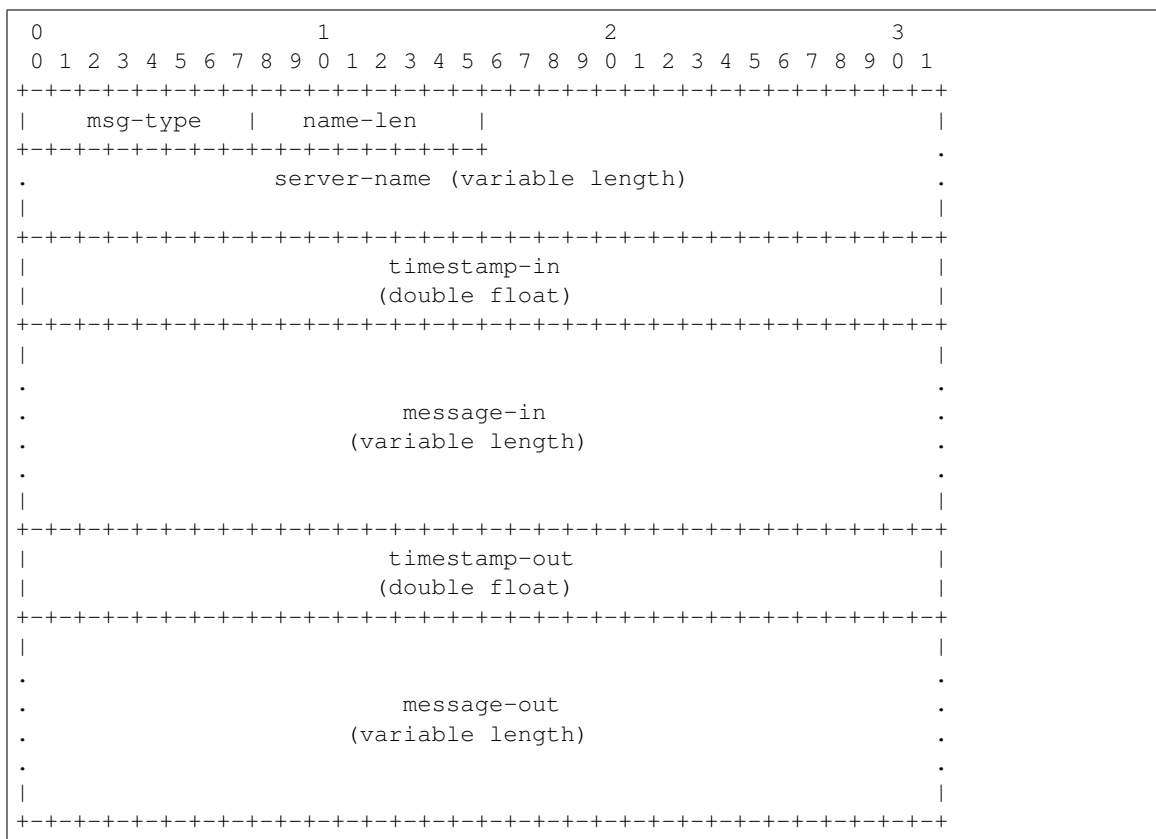 0                   1                   2                   3
0 1 2 3 4 5 6 7 8 9 0 1 2 3 4 5 6 7 8 9 0 1 2 3 4 5 6 7 8 9 0 1
+-+-+-+-+-+-+-+-+-+-+-+-+-+-+-+-+-+-+-+-+-+-+-+-+-+-+-+-+-+-+-+-+
|    msg-type   |   name-len    |                               |
+-+-+-+-+-+-+-+-+-+-+-+-+-+-+-+-+                               .
.                 server-name (variable length)                 .
|                                                               |
+-+-+-+-+-+-+-+-+-+-+-+-+-+-+-+-+-+-+-+-+-+-+-+-+-+-+-+-+-+-+-+-+
|                         timestamp-in                          |
|                        (double float)                         |
+-+-+-+-+-+-+-+-+-+-+-+-+-+-+-+-+-+-+-+-+-+-+-+-+-+-+-+-+-+-+-+-+
|                                                               |
.                                                               .
.                          message-in                           .
.                      (variable length)                        .
.                                                               .
|                                                               |
+-+-+-+-+-+-+-+-+-+-+-+-+-+-+-+-+-+-+-+-+-+-+-+-+-+-+-+-+-+-+-+-+
|                         timestamp-out                         |
|                        (double float)                         |
+-+-+-+-+-+-+-+-+-+-+-+-+-+-+-+-+-+-+-+-+-+-+-+-+-+-+-+-+-+-+-+-+
|                                                               |
.                                                               .
.                          message-out                          .
.                      (variable length)                        .
.                                                               .
|                                                               |
+-+-+-+-+-+-+-+-+-+-+-+-+-+-+-+-+-+-+-+-+-+-+-+-+-+-+-+-+-+-+-+-+